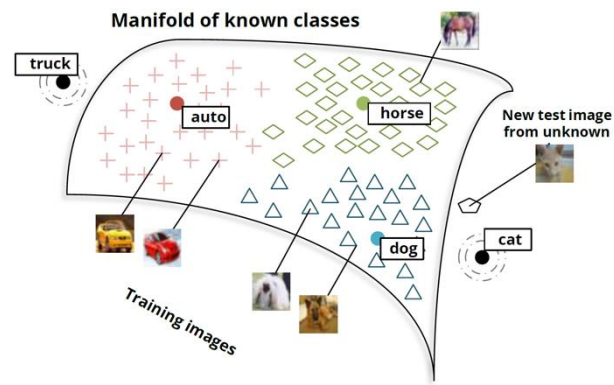 Manifold of known classes
truck
auto
horse
New test image
from unknown
dog
cat
Training images